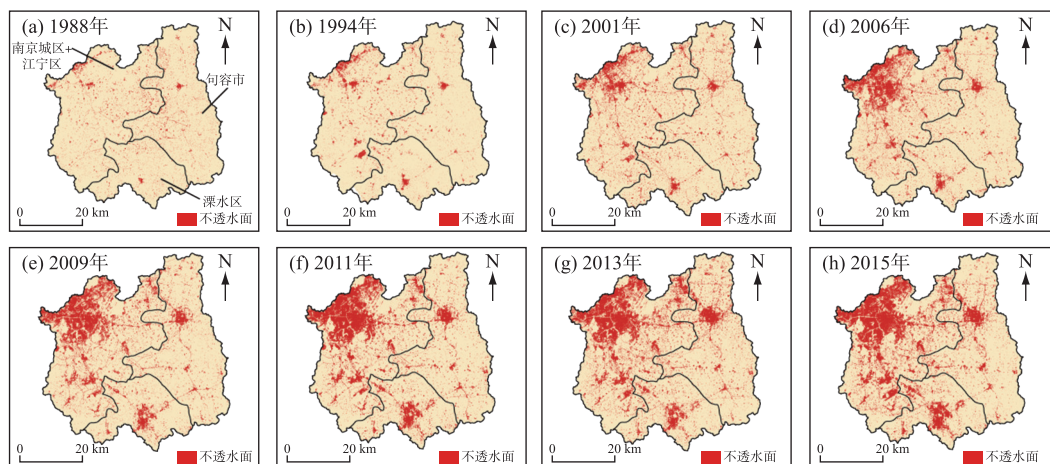 (a) 1988年
N
南京城区+
江宁区
句容市
溧水区
0 20 km
不透水面
(b) 1994年
N
0 20 km
不透水面
(c) 2001年
N
0 20 km
不透水面
(d) 2006年
N
0 20 km
不透水面
(e) 2009年
N
0 20 km
不透水面
(f) 2011年
N
0 20 km
不透水面
(g) 2013年
N
0 20 km
不透水面
(h) 2015年
N
0 20 km
不透水面